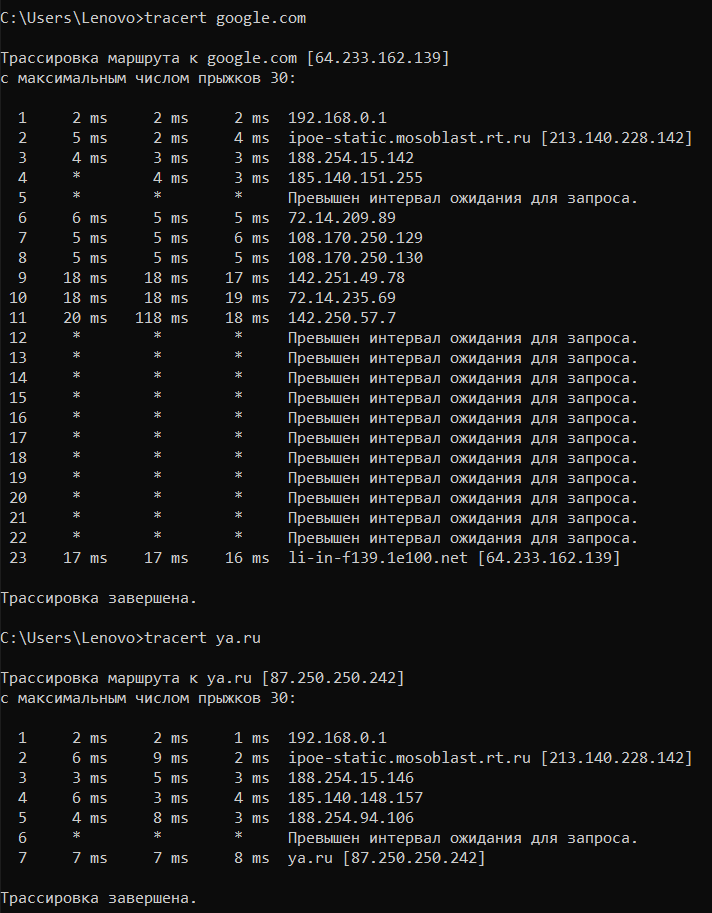 C:\Users\Lenovo>tracert google.com
Трассировка маршрута к google.com [64.233.162.139]
с максимальным числом прыжков 30:
1 2 ms 2 ms 2 ms 192.168.0.1
2 5 ms 2 ms 4 ms ipoe-static.mosoblast.rt.ru [213.140.228.142]
3 4 ms 3 ms 3 ms 188.254.15.142
4 * 4 ms 3 ms 185.140.151.255
5 * * * Превышен интервал ожидания для запроса.
6 6 ms 5 ms 5 ms 72.14.209.89
7 5 ms 5 ms 6 ms 108.170.250.129
8 5 ms 5 ms 5 ms 108.170.250.130
9 18 ms 18 ms 17 ms 142.251.49.78
10 18 ms 18 ms 19 ms 72.14.235.69
11 20 ms 118 ms 18 ms 142.250.57.7
12 * * * Превышен интервал ожидания для запроса.
13 * * * Превышен интервал ожидания для запроса.
14 * * * Превышен интервал ожидания для запроса.
15 * * * Превышен интервал ожидания для запроса.
16 * * * Превышен интервал ожидания для запроса.
17 * * * Превышен интервал ожидания для запроса.
18 * * * Превышен интервал ожидания для запроса.
19 * * * Превышен интервал ожидания для запроса.
20 * * * Превышен интервал ожидания для запроса.
21 * * * Превышен интервал ожидания для запроса.
22 * * * Превышен интервал ожидания для запроса.
23 17 ms 17 ms 16 ms li-in-f139.1e100.net [64.233.162.139]
Трассировка завершена.
C:\Users\Lenovo>tracert ya.ru
Трассировка маршрута к ya.ru [87.250.250.242]
с максимальным числом прыжков 30:
1 2 ms 2 ms 1 ms 192.168.0.1
2 6 ms 9 ms 2 ms ipoe-static.mosoblast.rt.ru [213.140.228.142]
3 3 ms 5 ms 3 ms 188.254.15.146
4 6 ms 3 ms 4 ms 185.140.148.157
5 4 ms 8 ms 3 ms 188.254.94.106
6 * * * Превышен интервал ожидания для запроса.
7 7 ms 7 ms 8 ms ya.ru [87.250.250.242]
Трассировка завершена.